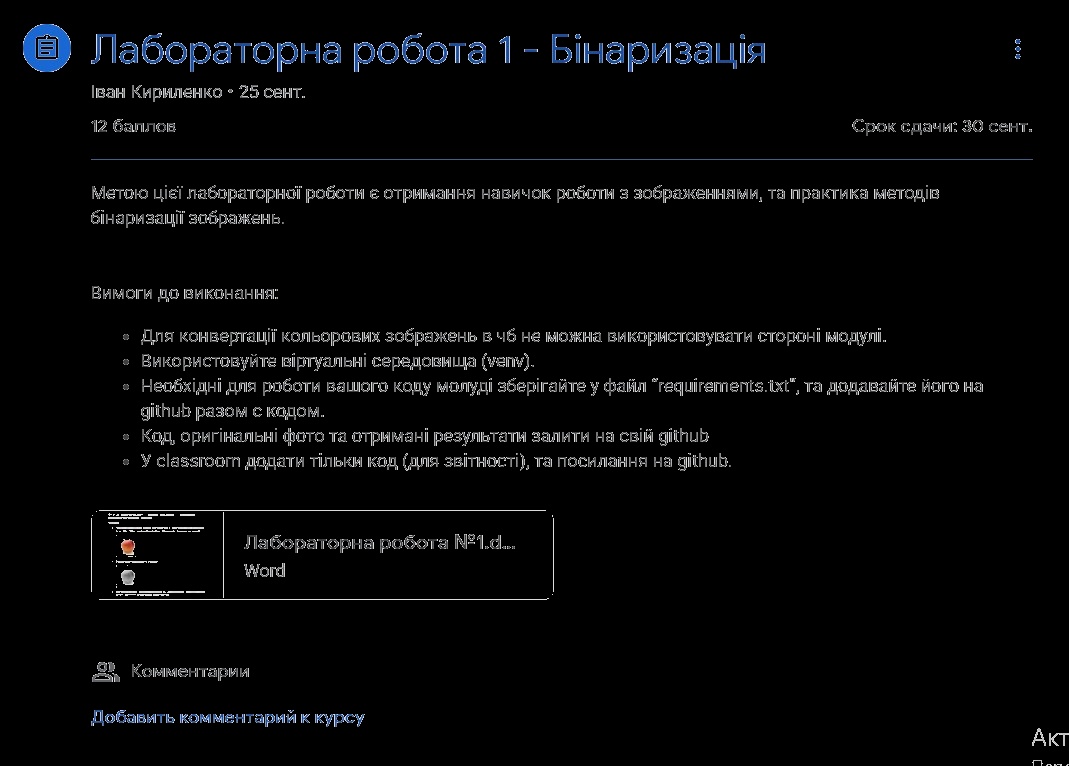 Лабораторна робота 1 – Бінаризація
Іван Кириленко • 25 сент.
12 баллов
Срок сдачи: 30 сент.
Метою цієї лабораторної роботи є отримання навичок роботи з зображеннями, та практика методів
бінаризації зображень.
Вимоги до виконання:
Для конвертації кольорових зображень в чб не можна використовувати стороні модулі.
Використовуйте віртуальні середовища (venv).
Необхідні для роботи вашого коду молуді зберігайте у файл "requirements.txt", та додавайте його на
github разом с кодом.
Код, оригінальні фото та отримані результати залити на свій github
У classroom додати тільки код (для звітності), та посилання на github.
Лабораторна робота №1.d...
Word
Комментарии
Добавить комментарий к курсу
Акт